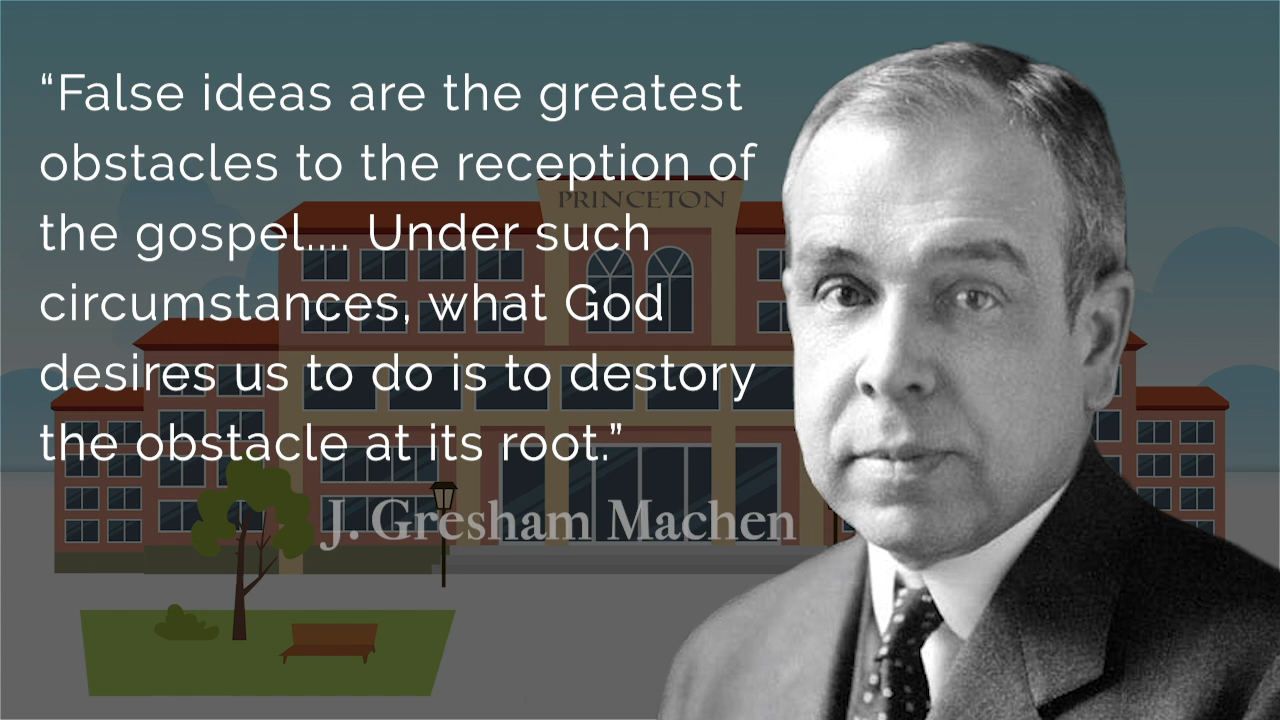 “False ideas are the greatest
obstacles to the reception of
PRINCETON
the gospel.... Under such
circumstances, what God
desires us to do is to destory
the obstacle at its root.”
J. Gresham Machen